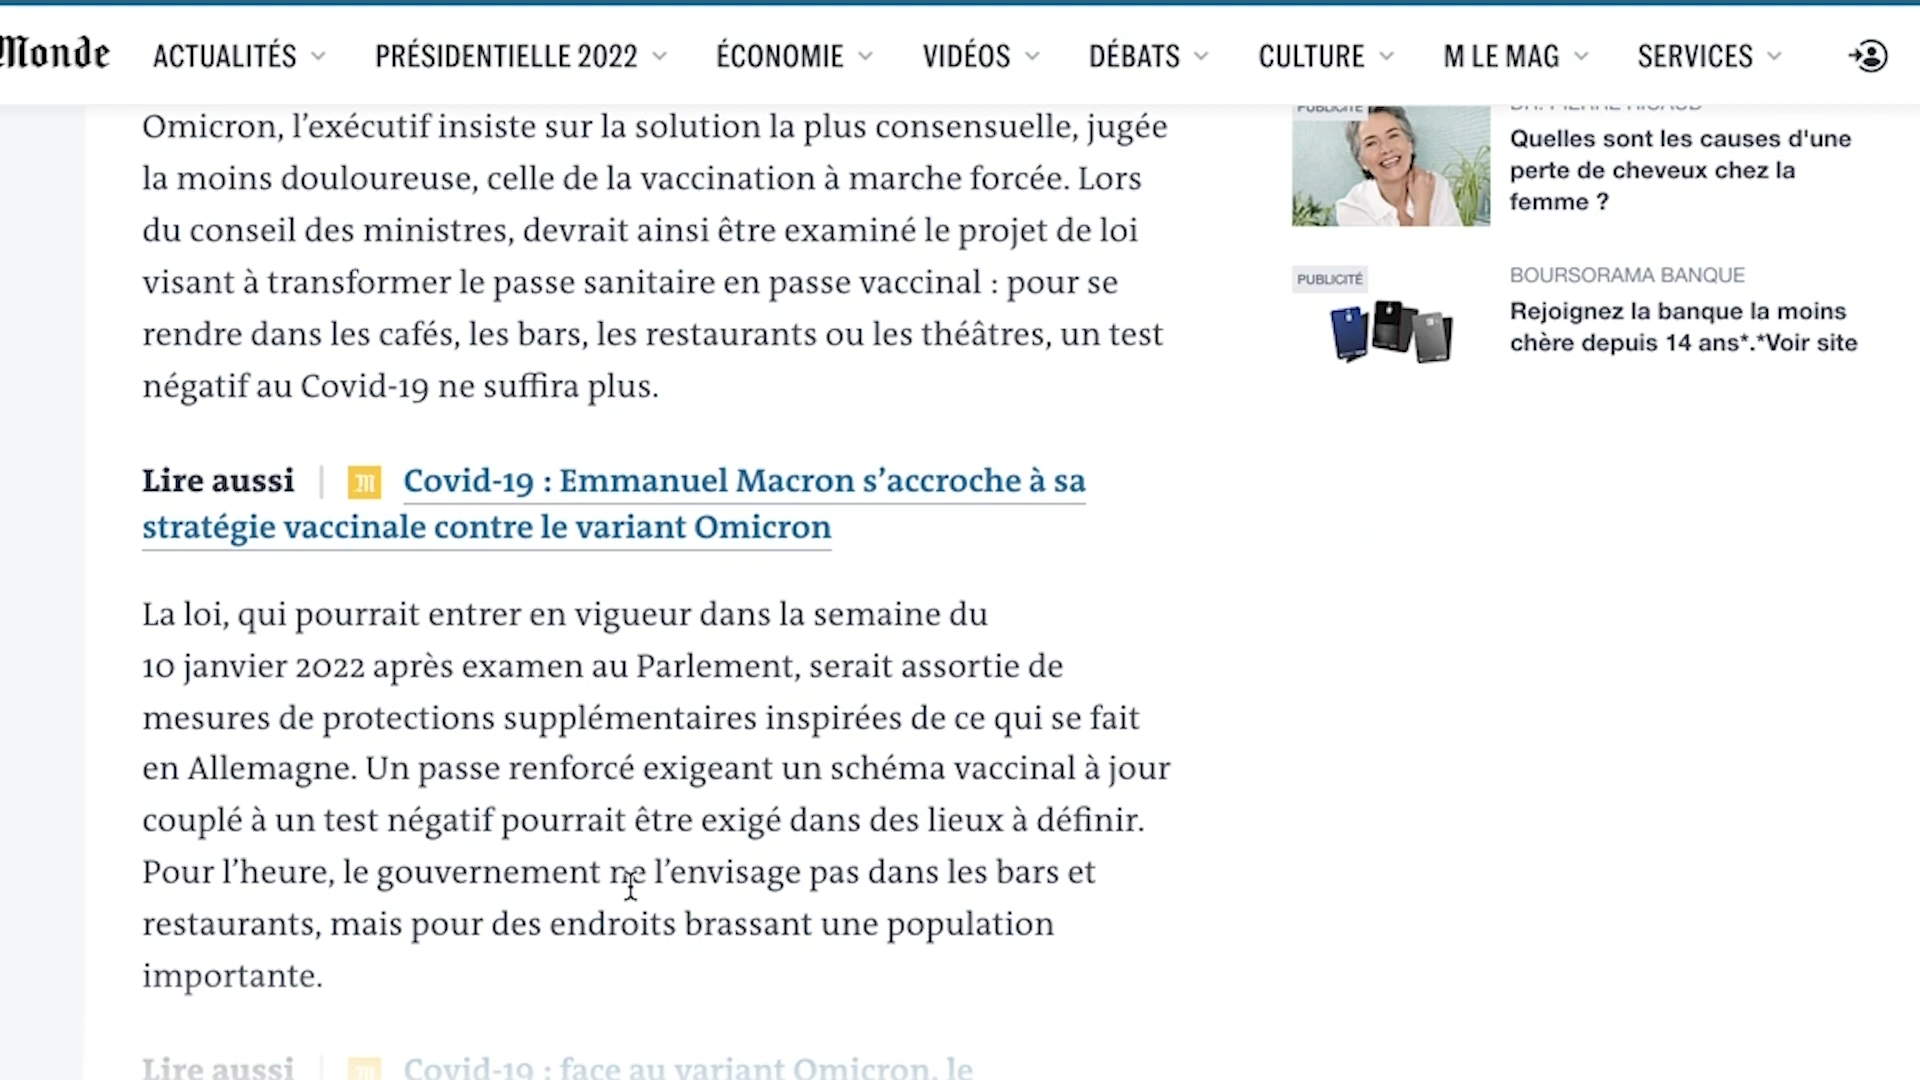 Monde
ACTUALITÉS
PRÉSIDENTIELLE 2022
ÉCONOMIE
VIDÉOS
DÉBATS
CULTURE
M LE MAG
SERVICES
Omicron, l’exécutif insiste sur la solution la plus consensuelle, jugée
la moins douloureuse, celle de la vaccination à marche forcée. Lors
du conseil des ministres, devrait ainsi être examiné le projet de loi
visant à transformer le passe sanitaire en passe vaccinal : pour se
rendre dans les cafés, les bars, les restaurants ou les théâtres, un test
négatif au Covid-19 ne suffira plus.
Lire aussi | m Covid-19 : Emmanuel Macron s’accroche à sa
stratégie vaccinale contre le variant Omicron
La loi, qui pourrait entrer en vigueur dans la semaine du
10 janvier 2022 après examen au Parlement, serait assortie de
mesures de protections supplémentaires inspirées de ce qui se fait
en Allemagne. Un passe renforcé exigeant un schéma vaccinal à jour
couplé à un test négatif pourrait être exigé dans des lieux à définir.
Pour l’heure, le gouvernement ne l’envisage pas dans les bars et
restaurants, mais pour des endroits brassant une population
importante.
Lire aussi | m Covid-19 : face au variant Omicron, le
PUBLICITÉ
Quelles sont les causes d'une
perte de cheveux chez la
femme ?
PUBLICITÉ
BOURSORAMA BANQUE
Rejoignez la banque la moins
chère depuis 14 ans*.*Voir site